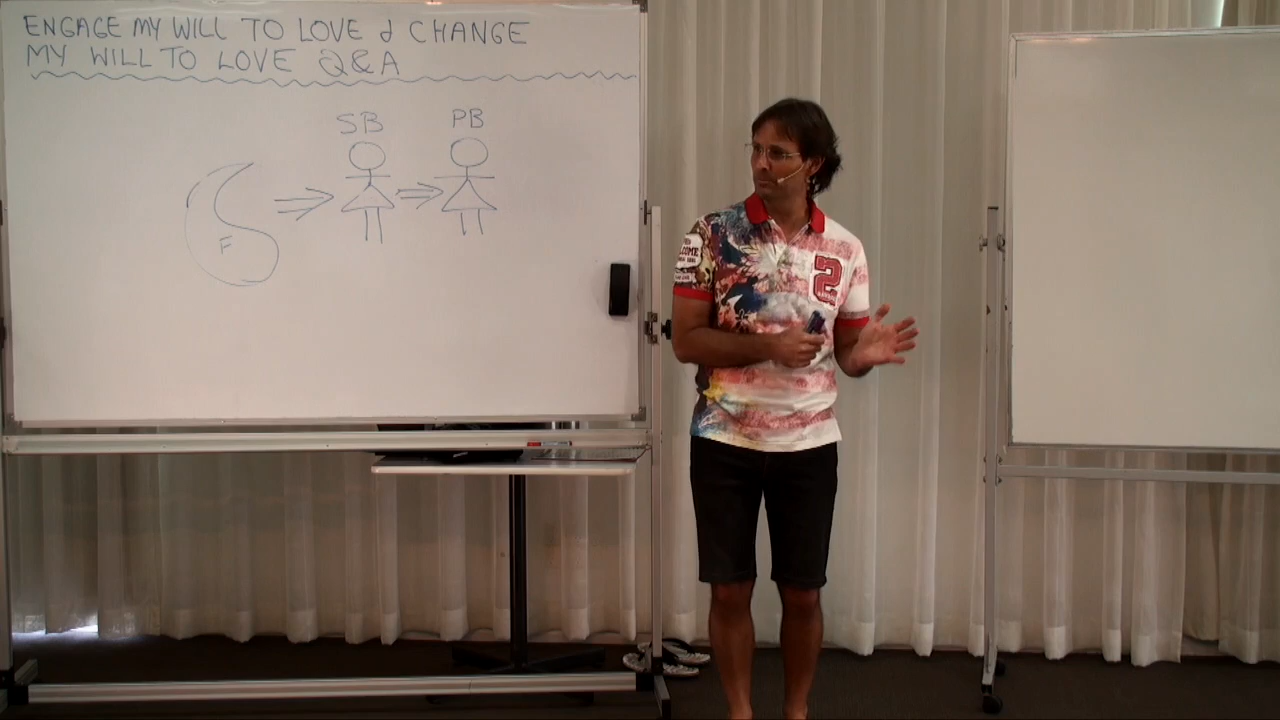 ENGAGE MY WILL TO LOVE & CHANGE
MY WILL TO LOVE Q&A
SB
PB
F
2